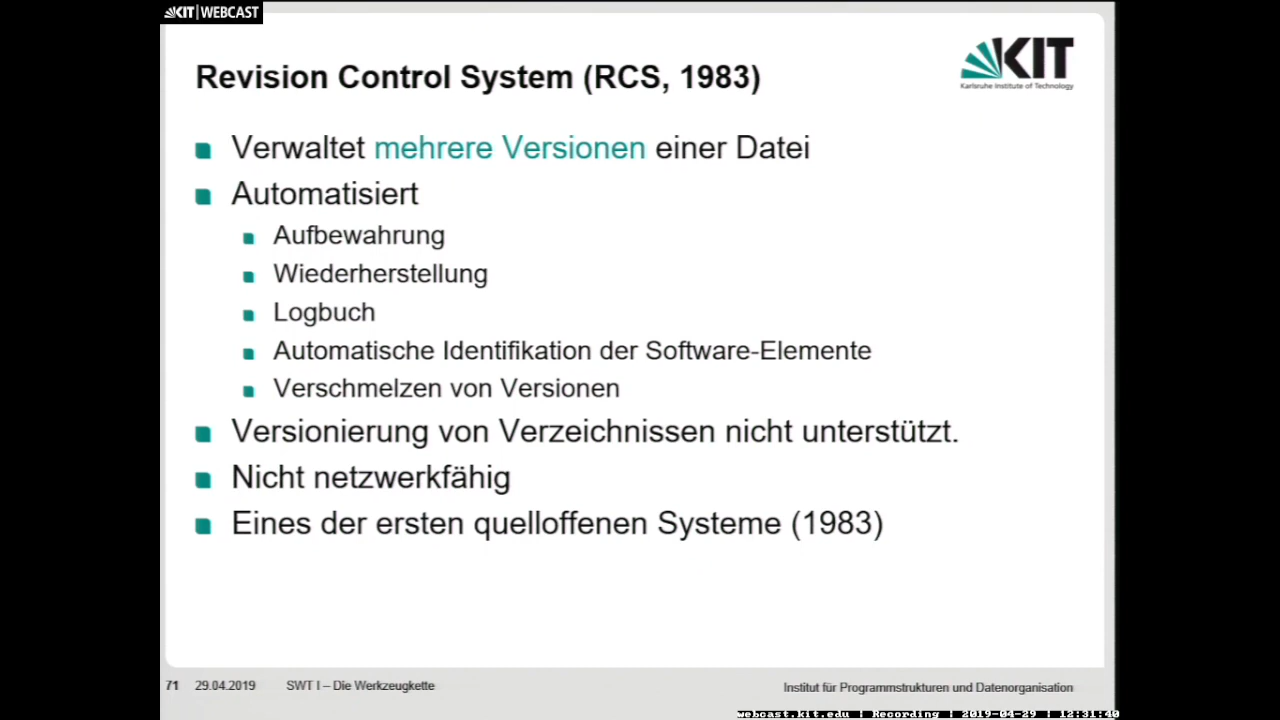 KIT | WEBCAST
Revision Control System (RCS, 1983)
KIT
Karlsruhe Institute of Technology
Verwaltet mehrere Versionen einer Datei
Automatisiert
Aufbewahrung
Wiederherstellung
Logbuch
Automatische Identifikation der Software-Elemente
Verschmelzen von Versionen
Versionierung von Verzeichnissen nicht unterstützt.
Nicht netzwerkfähig
Eines der ersten quelloffenen Systeme (1983)
71 29.04.2019 SWT I – Die Werkzeugkette Institut für Programmstrukturen und Datenorganisation
webcast.kit.edu | Recording | 2019-04-29 | 12:31:40